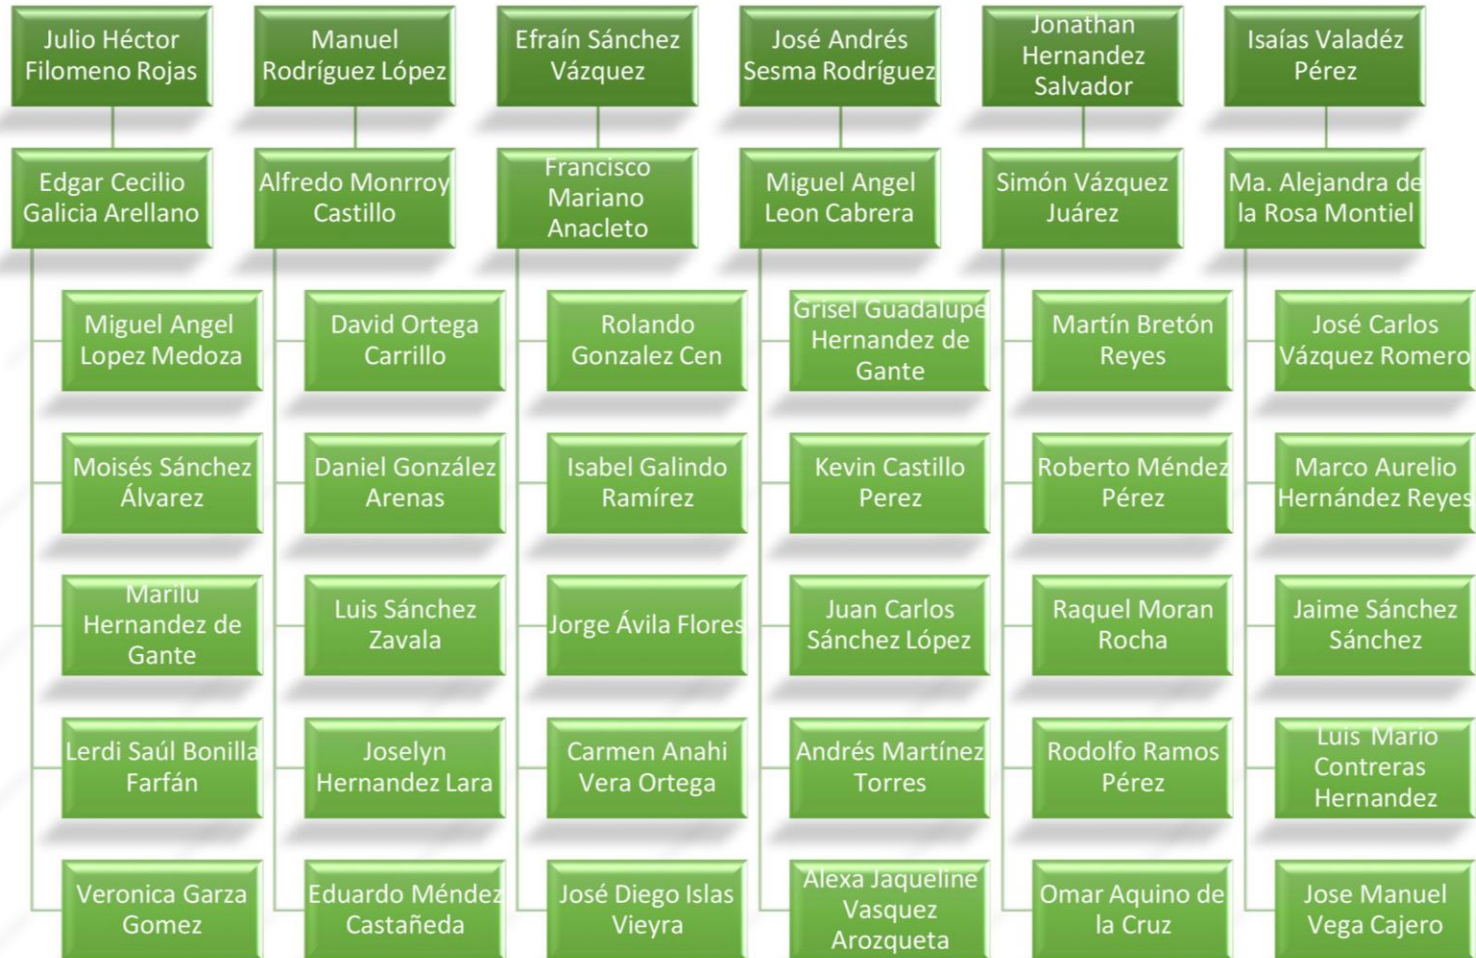 Julio Héctor
Filomeno Rojas
Manuel
Rodríguez López
Efraín Sánchez
Vázquez
José Andrés
Sesma Rodríguez
Jonathan
Hernandez
Salvador
Isaías Valadéz
Pérez
Edgar Cecilio
Galicia Arellano
Alfredo Monrroy
Castillo
Francisco
Mariano
Anacleto
Miguel Angel
Leon Cabrera
Simón Vázquez
Juárez
Ma. Alejandra de
la Rosa Montiel
Miguel Angel
Lopez Medoza
David Ortega
Carrillo
Rolando
Gonzalez Cen
Grisel Guadalupe
Hernandez de
Gante
Martín Bretón
Reyes
José Carlos
Vázquez Romero
Moisés Sánchez
Álvarez
Daniel González
Arenas
Isabel Galindo
Ramírez
Kevin Castillo
Perez
Roberto Méndez
Pérez
Marco Aurelio
Hernández Reyes
Marilu
Hernandez de
Gante
Luis Sánchez
Zavala
Jorge Ávila Flores
Juan Carlos
Sánchez López
Raquel Moran
Rocha
Jaime Sánchez
Sánchez
Lerdi Saúl Bonilla
Farfán
Joselyn
Hernandez Lara
Carmen Anahi
Vera Ortega
Andrés Martínez
Torres
Rodolfo Ramos
Pérez
Luis Mario
Contreras
Hernandez
Veronica Garza
Gomez
Eduardo Méndez
Castañeda
José Diego Islas
Vieyra
Alexa Jaqueline
Vasquez
Arozqueta
Omar Aquino de
la Cruz
Jose Manuel
Vega Cajero